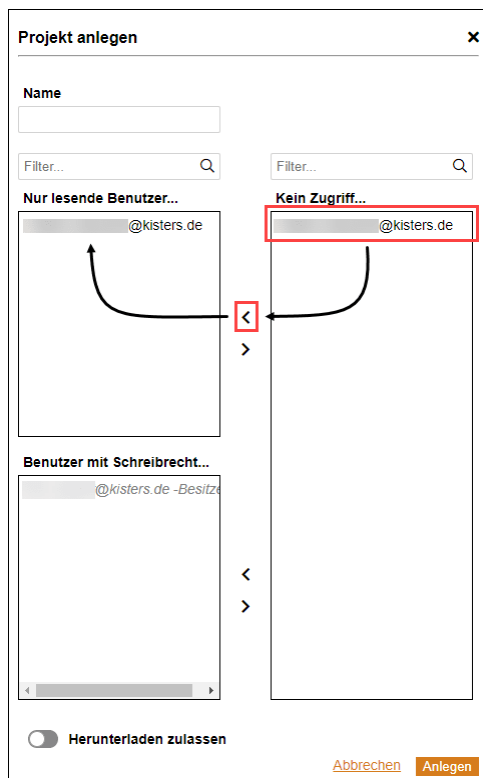 Projekt anlegen
Name
Filter...
Filter...
Nur lesende Benutzer...
Kein Zugriff...
@kisters.de
@kisters.de
Benutzer mit Schreibrecht...
@kisters.de -Besitze
Herunterladen zulassen
Abbrechen
Anlegen